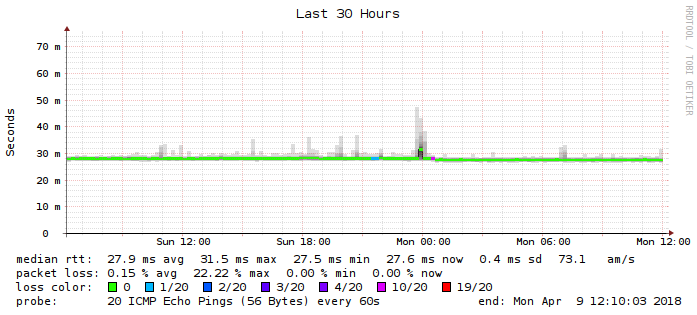 Last 30 Hours
RRDTOOL / TOBI OETIKER
Seconds
70 m
60 m
50 m
40 m
30 m
20 m
10 m
0
Sun 12:00 Sun 18:00 Mon 00:00 Mon 06:00 Mon 12:00
median rtt: 27.9 ms avg 31.5 ms max 27.5 ms min 27.6 ms now 0.4 ms sd 73.1 am/s
packet loss: 0.15 % avg 22.22 % max 0.00 % min 0.00 % now
loss color: 0 1/20 2/20 3/20 4/20 10/20 19/20
probe: 20 ICMP Echo Pings (56 Bytes) every 60s end: Mon Apr 9 12:10:03 2018